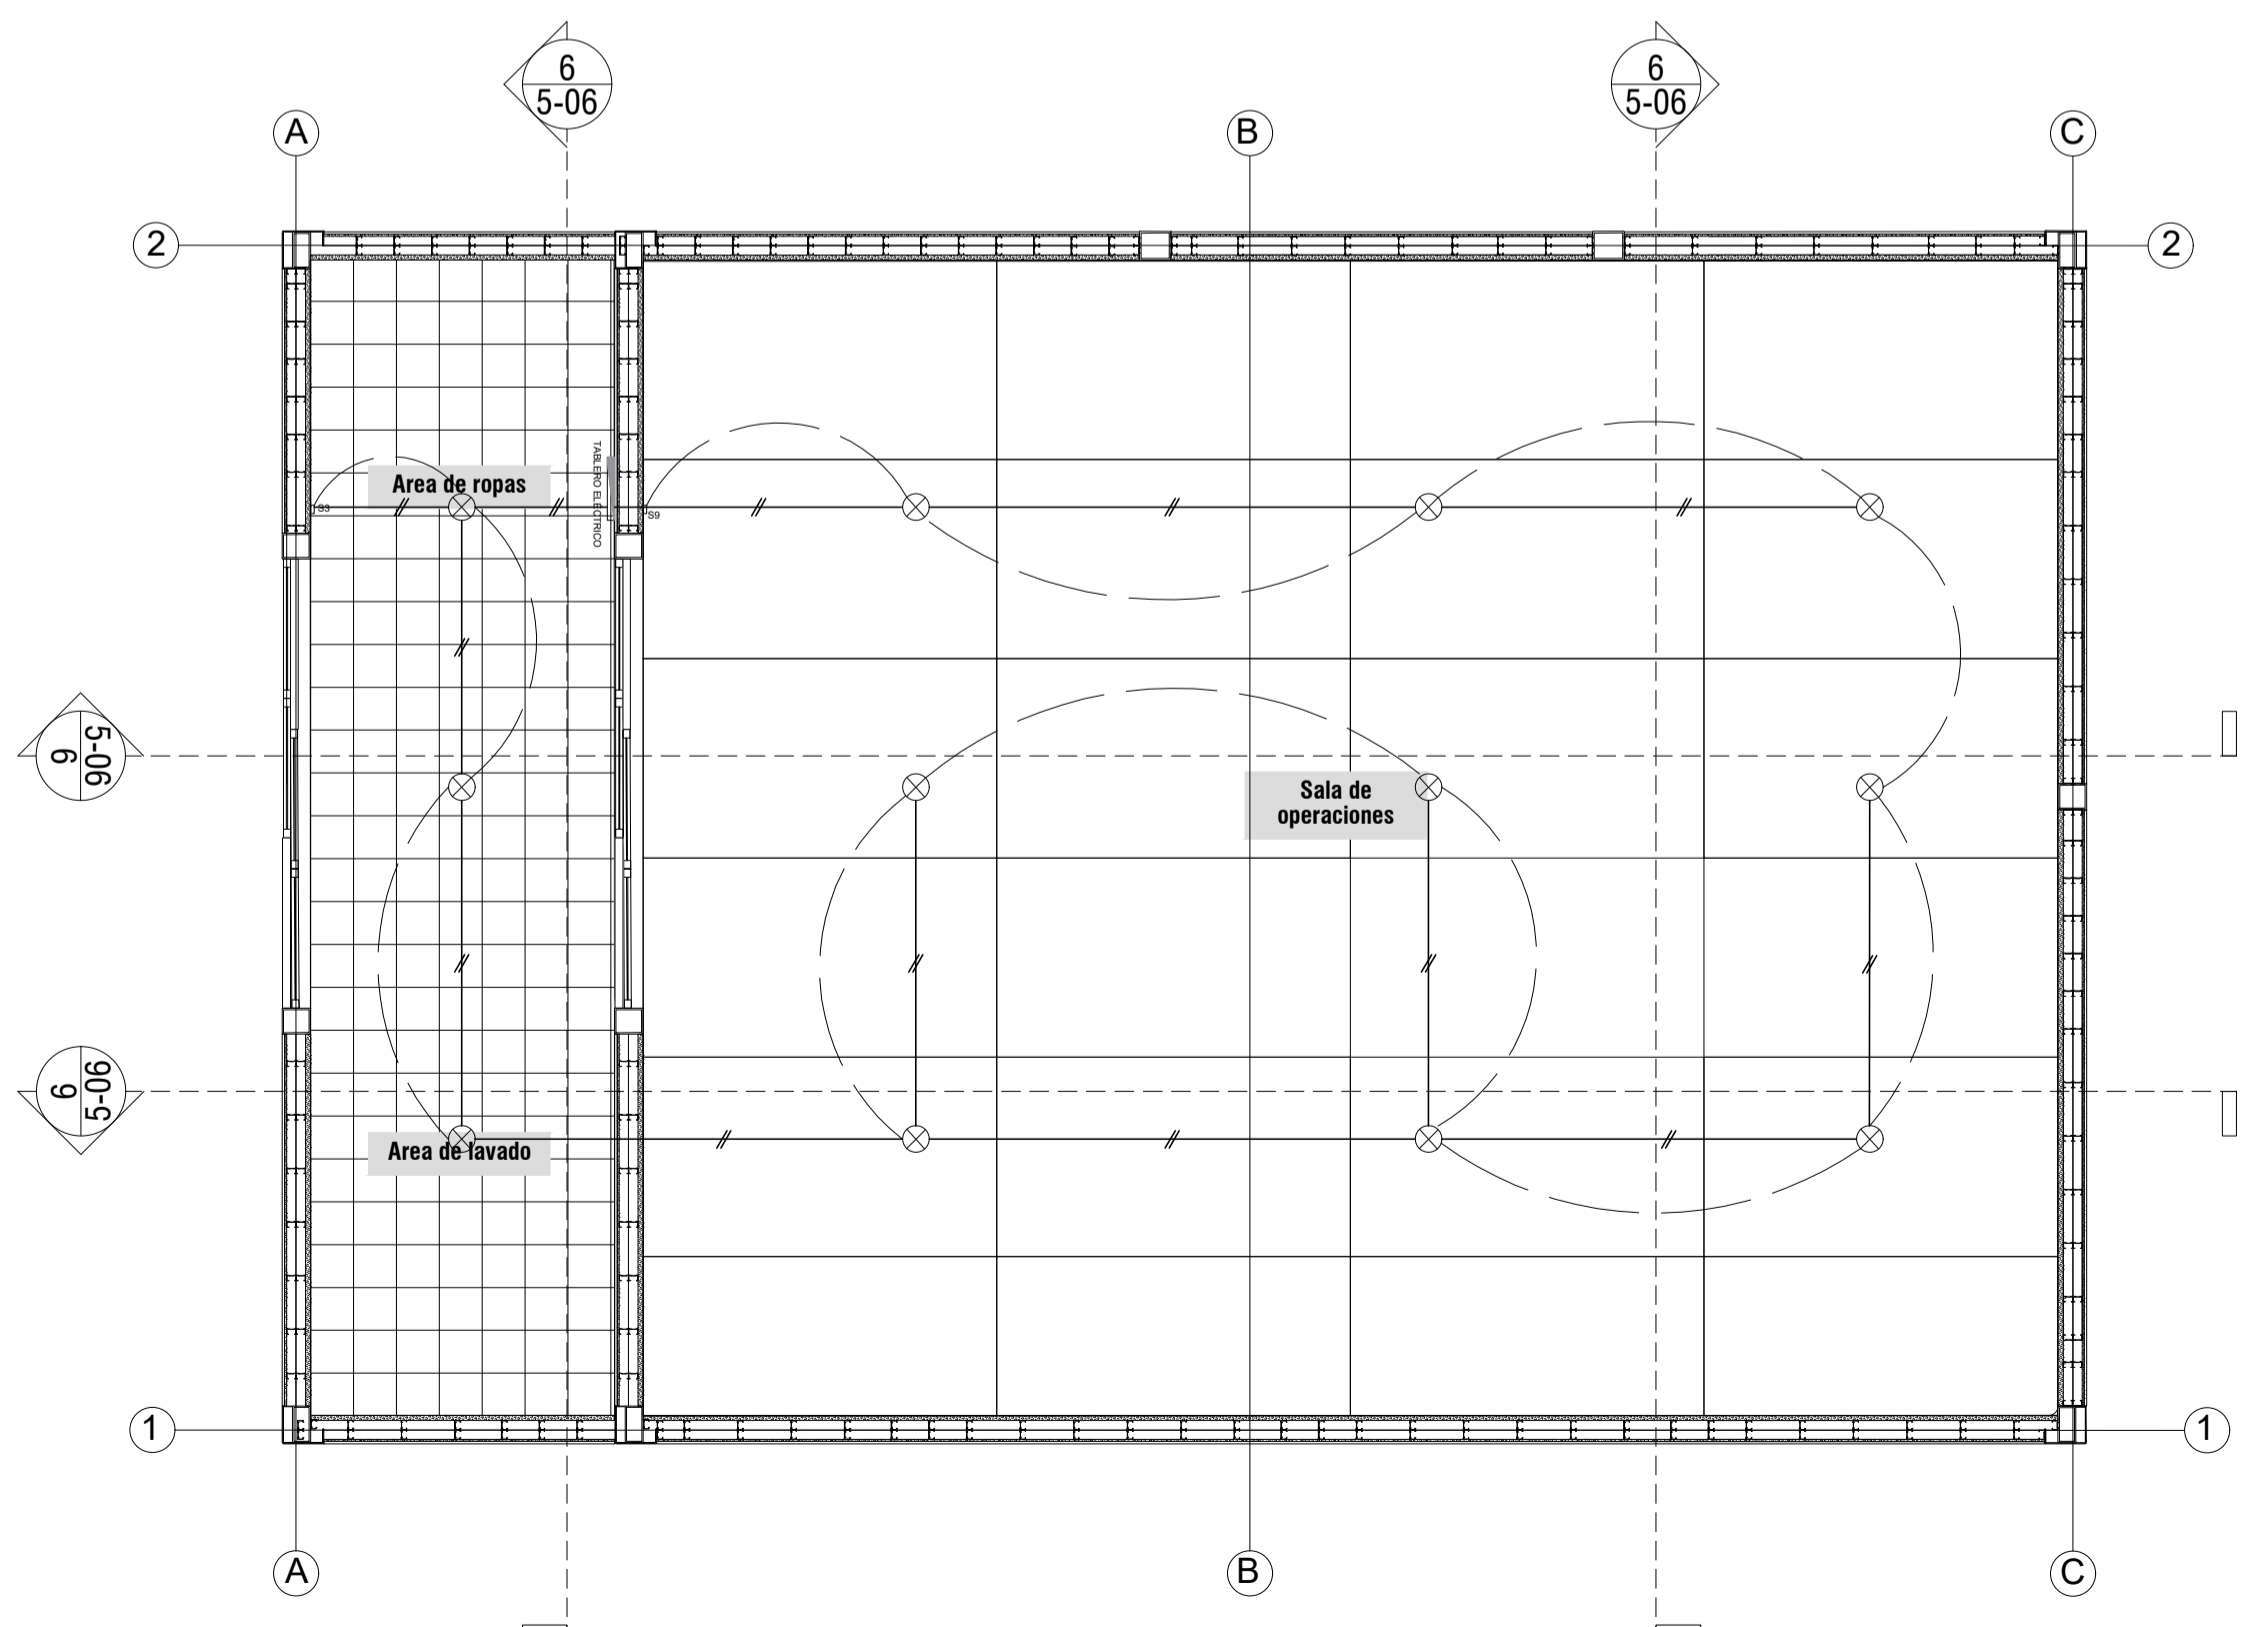 6
5-06
6
5-06
A
B
C
2
2
Area de ropas
TABLERO ELECTRICO
S3
S9
5-06
6
Sala de
operaciones
5-06
6
Area de lavado
1
1
A
B
C